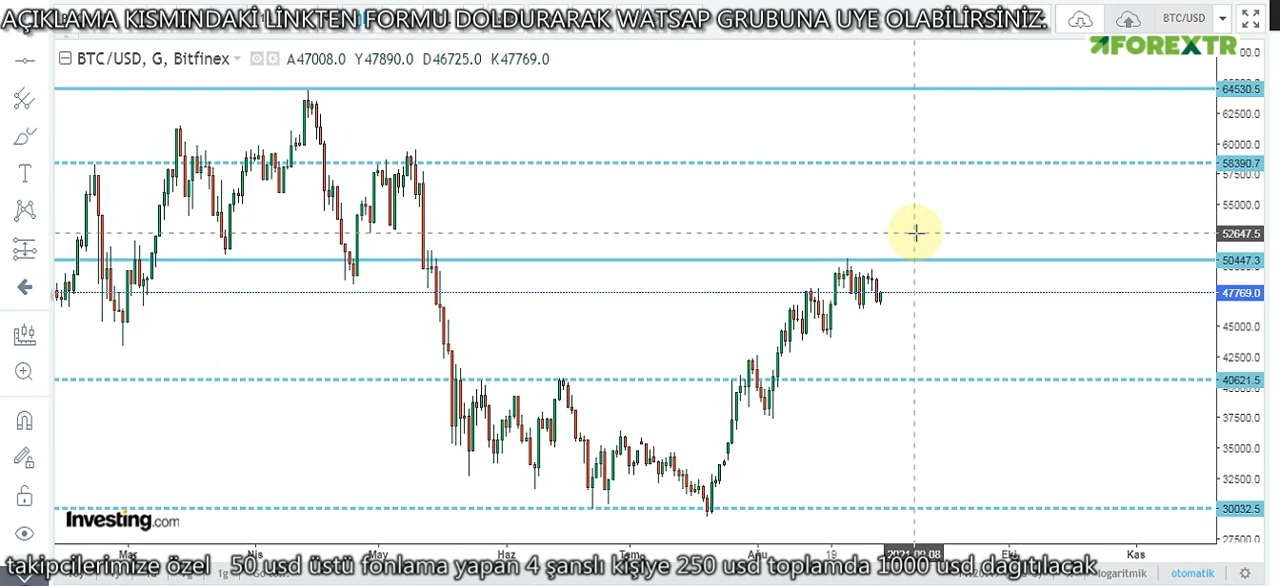 AÇIKLAMA KISMINDAKİ LİNKTEN FORMU DOLDURARAK WATSAP GRUBUNA UYE OLABİLİRSİNİZ.
BTC/USD
FOREXTR
BTC/USD, G, Bitfinex A47008.0 Y47890.0 D46725.0 K47769.0
64530.5
62500.0
60000.0
58390.7
57500.0
55000.0
52647.5
50447.3
47769.0
45000.0
42500.0
40621.5
37500.0
35000.0
32500.0
30032.5
27500.0
Investing.com
Mar Nis May Haz Tem Ağu 19 2021-09-08 Eki Kas
takipcilerimize özel 50 usd üstü fonlama yapan 4 şanslı kişiye 250 usd toplamda 1000 usd dağıtılacak
logaritmik otomatik